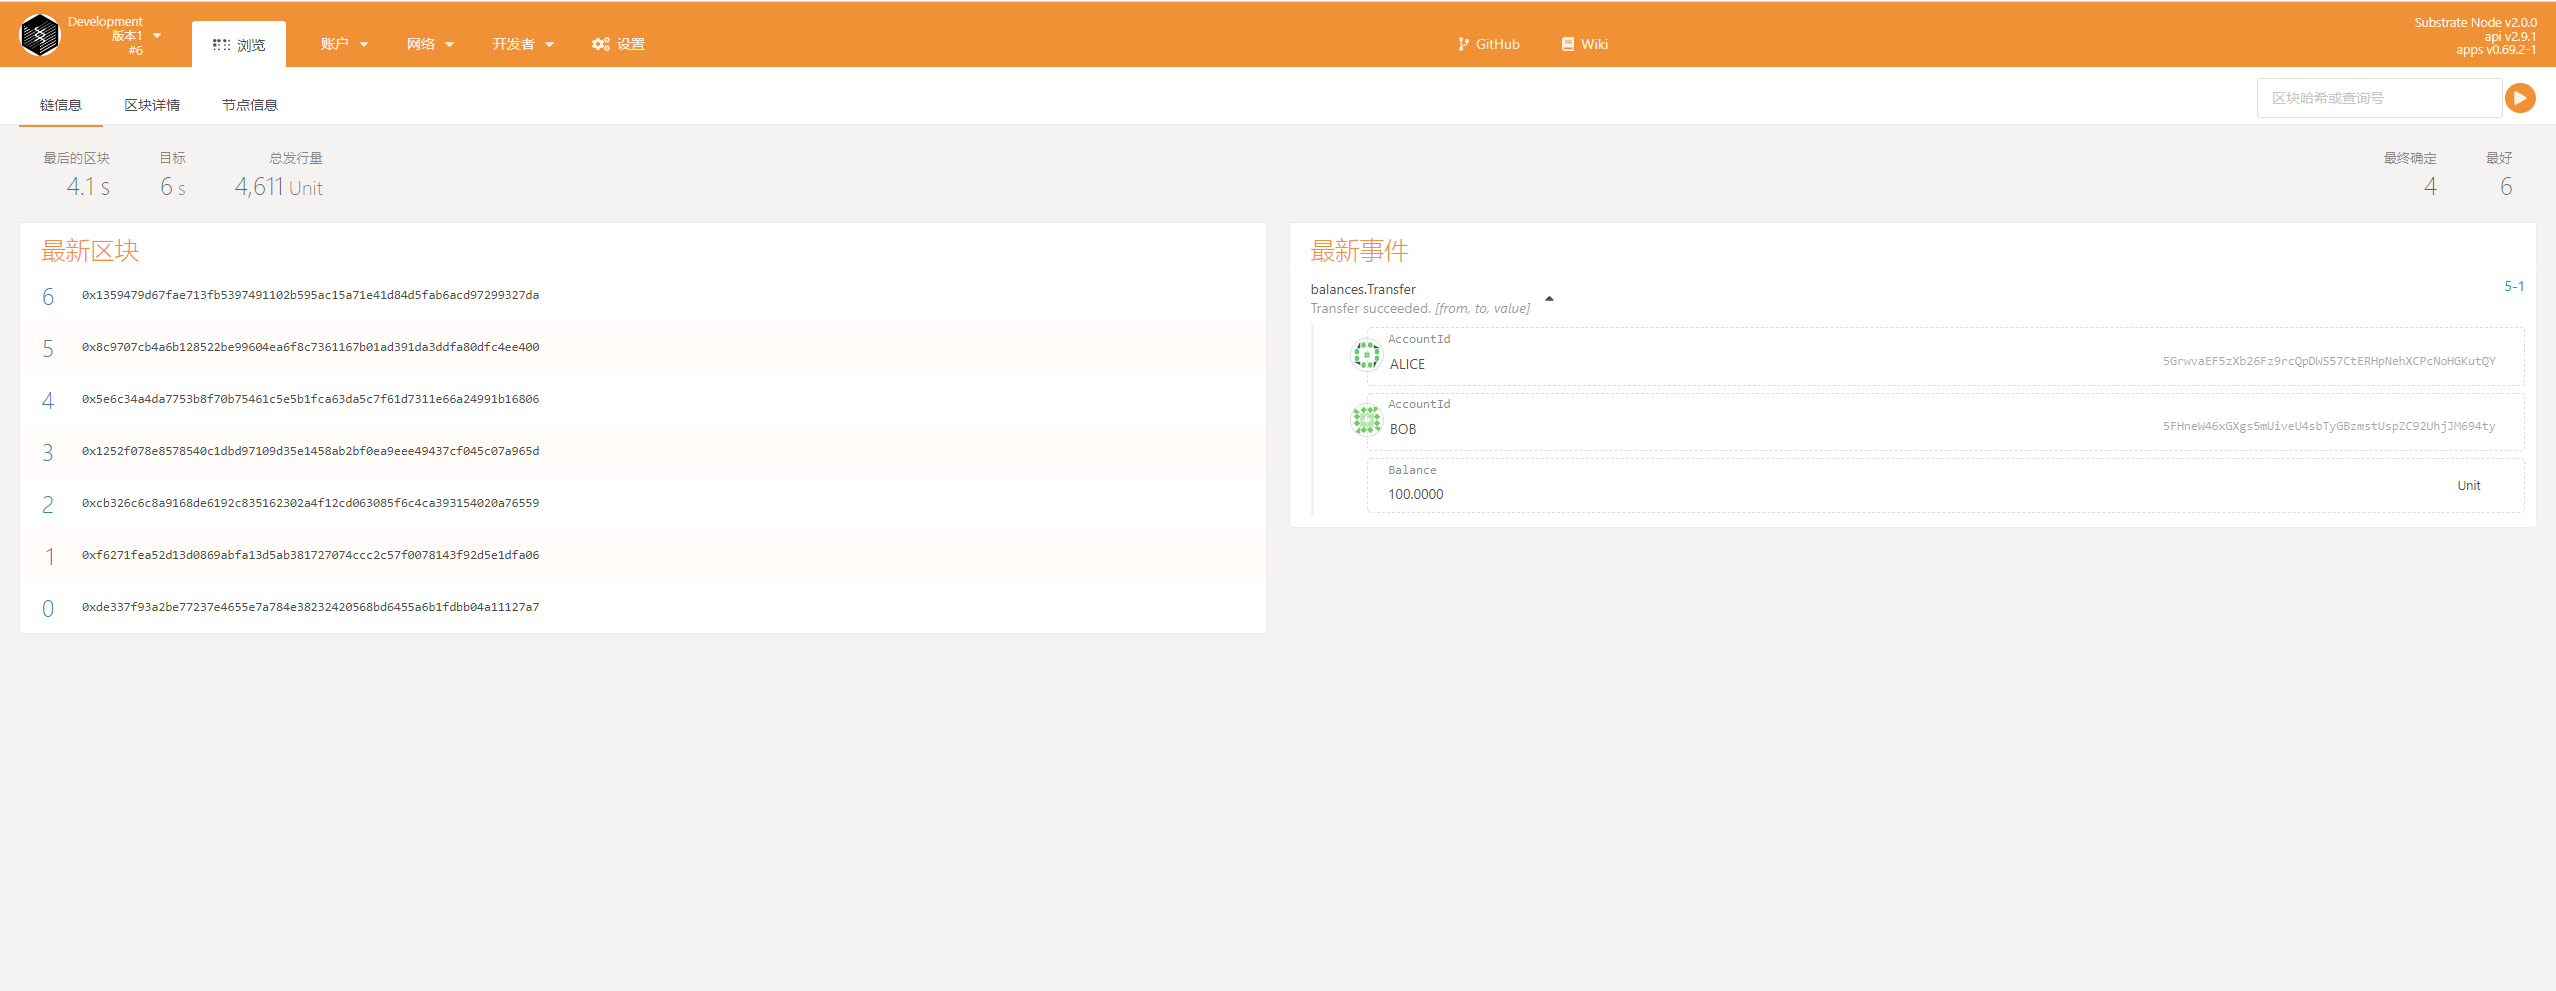 Development
版本1
#6
浏览
账户
网络
开发者
设置
GitHub
Wiki
Substrate Node v2.0.0
api v2.9.1
apps v0.69.2-1
链信息
区块详情
节点信息
区块哈希或查询号
最后的区块
4.1 s
目标
6 s
总发行量
4,611 Unit
最终确定
4
最好
6
最新区块
6 0x1359479d67fae713fb5397491102b595ac15a71e41d84d5fab6acd97299327da
5 0x8c9707cb4a6b128522be99604ea6f8c7361167b01ad391da3ddfa80dfc4ee400
4 0x5e6c34a4da7753b8f70b75461c5e5b1fca63da5c7f61d7311e66a24991b16806
3 0x1252f078e8578540c1dbd97109d35e1458ab2bf0ea9eee49437cf045c07a965d
2 0xcb326c6c8a9168de6192c835162302a4f12cd063085f6c4ca393154020a76559
1 0xf6271fea52d13d0869abfa13d5ab381727074ccc2c57f0078143f92d5e1dfa06
0 0xde337f93a2be77237e4655e7a784e38232420568bd6455a6b1fdbb04a11127a7
最新事件
balances.Transfer
5-1
Transfer succeeded. [from, to, value]
AccountId
ALICE
5GrwvaEF5zXb26Fz9rcQpDWS57CtERHpNehXCPcNoHGKutQY
AccountId
BOB
5FHneW46xGXgs5mUiveU4sbTyGBzmstUspZC92UhjJM694ty
Balance
100.0000
Unit